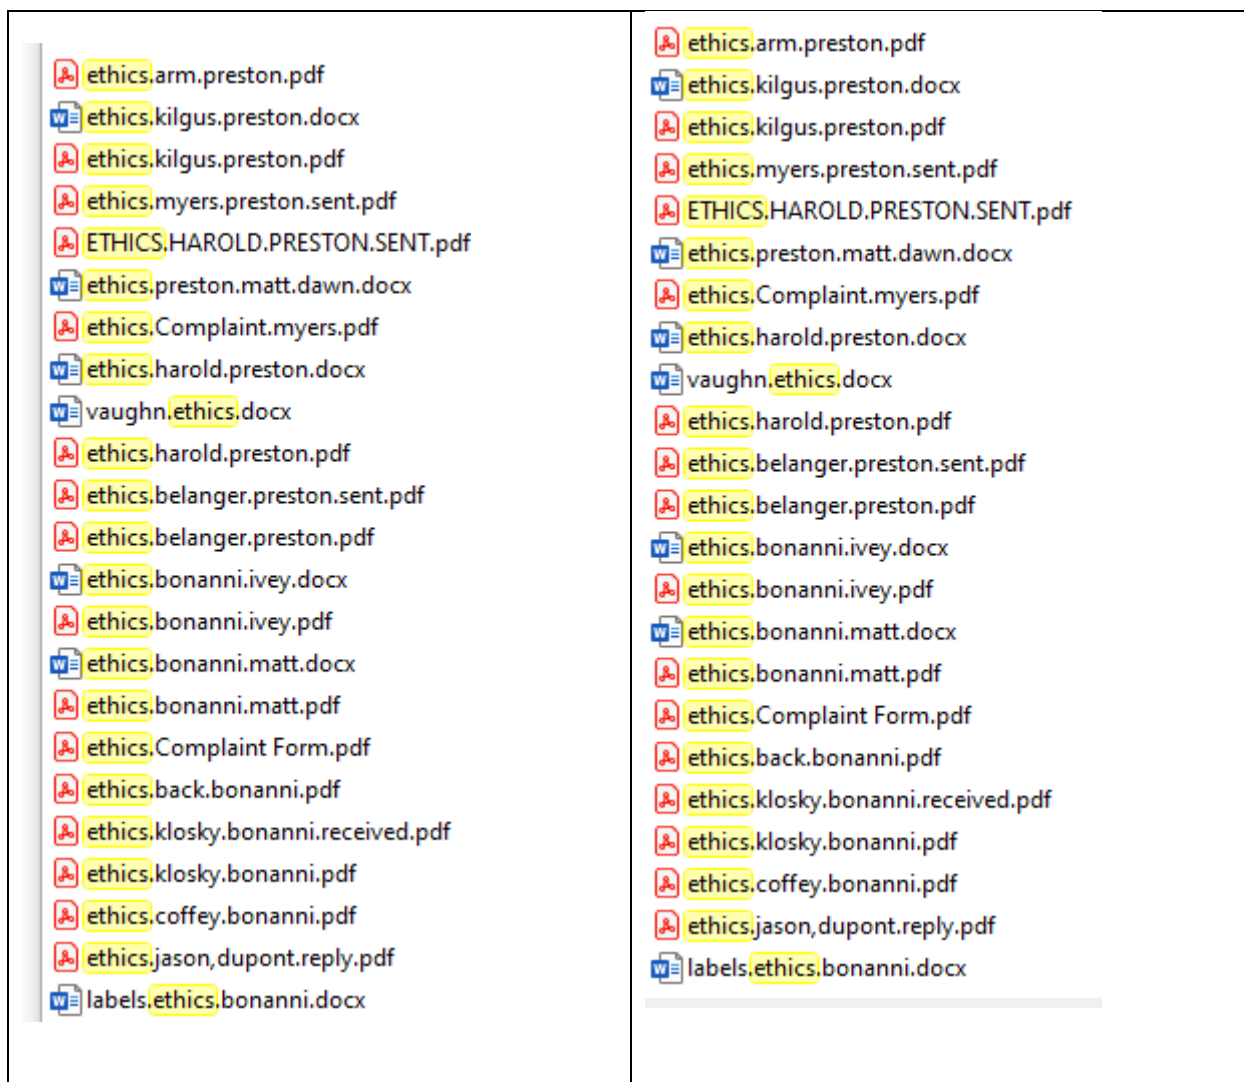 ethics.arm.preston.pdf
ethics.kilgus.preston.docx
ethics.kilgus.preston.pdf
ethics.myers.preston.sent.pdf
ETHICS.HAROLD.PRESTON.SENT.pdf
ethics.preston.matt.dawn.docx
ethics.Complaint.myers.pdf
ethics.harold.preston.docx
vaughn.ethics.docx
ethics.harold.preston.pdf
ethics.belanger.preston.sent.pdf
ethics.belanger.preston.pdf
ethics.bonanni.ivey.docx
ethics.bonanni.ivey.pdf
ethics.bonanni.matt.docx
ethics.bonanni.matt.pdf
ethics.Complaint Form.pdf
ethics.back.bonanni.pdf
ethics.klosky.bonanni.received.pdf
ethics.klosky.bonanni.pdf
ethics.coffey.bonanni.pdf
ethics.jason,dupont.reply.pdf
labels.ethics.bonanni.docx
ethics.arm.preston.pdf
ethics.kilgus.preston.docx
ethics.kilgus.preston.pdf
ethics.myers.preston.sent.pdf
ETHICS.HAROLD.PRESTON.SENT.pdf
ethics.preston.matt.dawn.docx
ethics.Complaint.myers.pdf
ethics.harold.preston.docx
vaughn.ethics.docx
ethics.harold.preston.pdf
ethics.belanger.preston.sent.pdf
ethics.belanger.preston.pdf
ethics.bonanni.ivey.docx
ethics.bonanni.ivey.pdf
ethics.bonanni.matt.docx
ethics.bonanni.matt.pdf
ethics.Complaint Form.pdf
ethics.back.bonanni.pdf
ethics.klosky.bonanni.received.pdf
ethics.klosky.bonanni.pdf
ethics.coffey.bonanni.pdf
ethics.jason,dupont.reply.pdf
labels.ethics.bonanni.docx